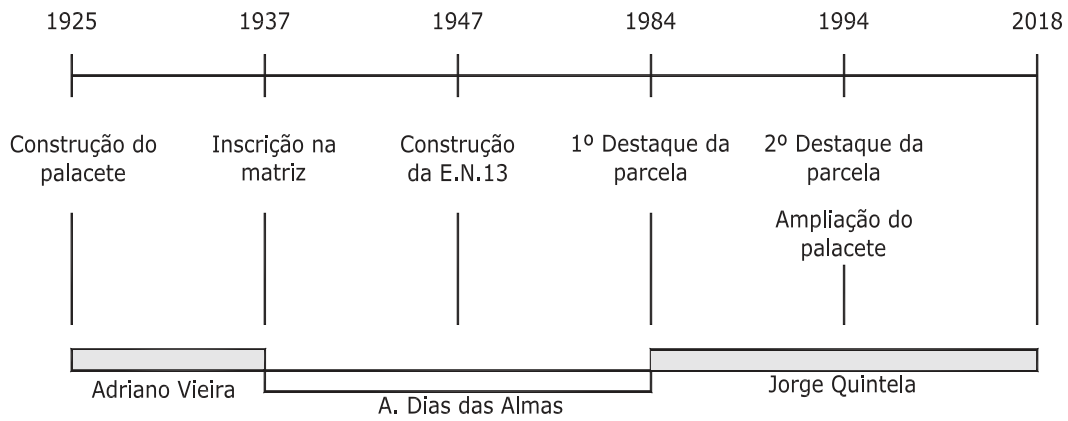 1925 1937 1947 1984 1994 2018
Construção do
palacete
Inscrição na
matriz
Construção
da E.N.13
1º Destaque da
parcela
2º Destaque da
parcela
Ampliação do
palacete
Adriano Vieira
A. Dias das Almas
Jorge Quintela